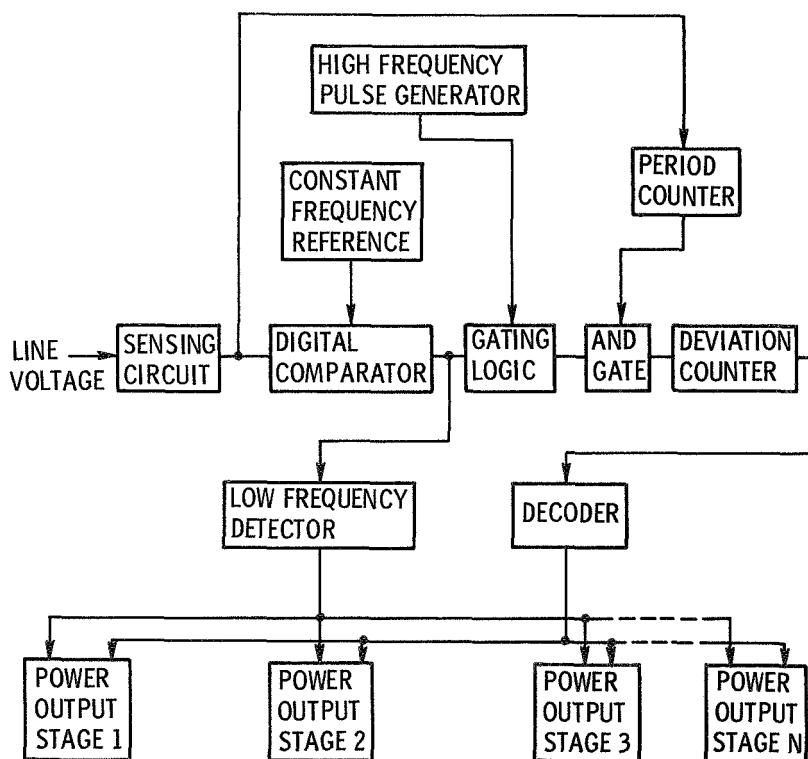 HIGH FREQUENCY
PULSE GENERATOR
PERIOD
COUNTER
CONSTANT
FREQUENCY
REFERENCE
LINE
VOLTAGE
SENSING
CIRCUIT
DIGITAL
COMPARATOR
GATING
LOGIC
AND
GATE
DEVIATION
COUNTER
LOW FREQUENCY
DETECTOR
DECODER
POWER
OUTPUT
STAGE 1
POWER
OUTPUT
STAGE 2
POWER
OUTPUT
STAGE 3
POWER
OUTPUT
STAGE N